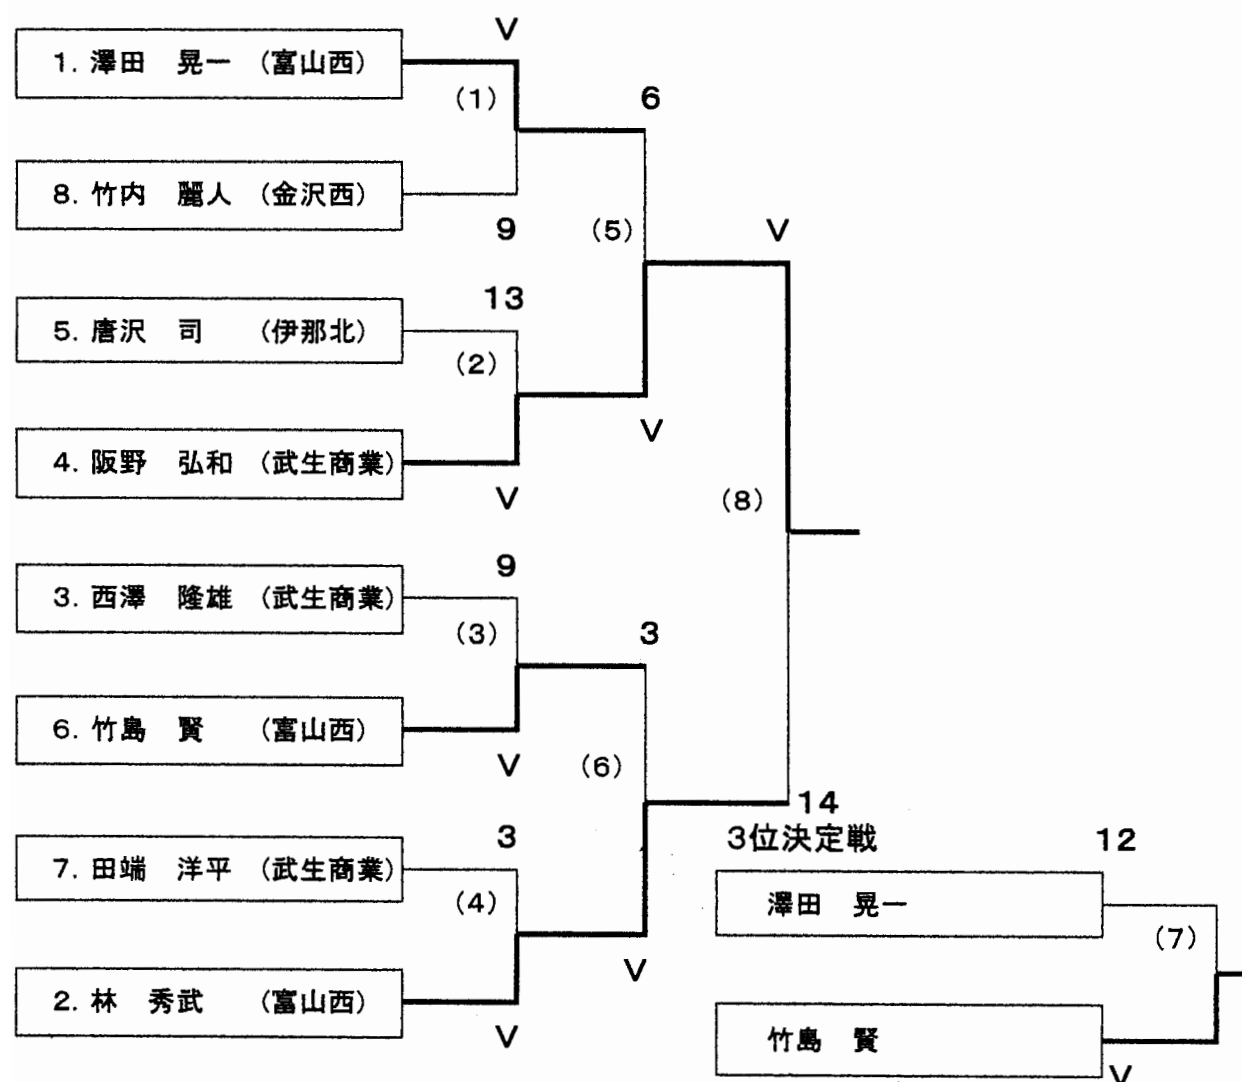 V
1. 澤田 晃一 (富山西)
(1)
6
8. 竹内 麗人 (金沢西)
9
(5)
V
13
5. 唐沢 司 (伊那北)
(2)
4. 阪野 弘和 (武生商業)
V
V
(8)
9
3. 西澤 隆雄 (武生商業)
(3)
3
6. 竹島 賢 (富山西)
V
(6)
14
3
7. 田端 洋平 (武生商業)
(4)
V
2. 林 秀武 (富山西)
V
3位決定戦
12
澤田 晃一
(7)
竹島 賢
V